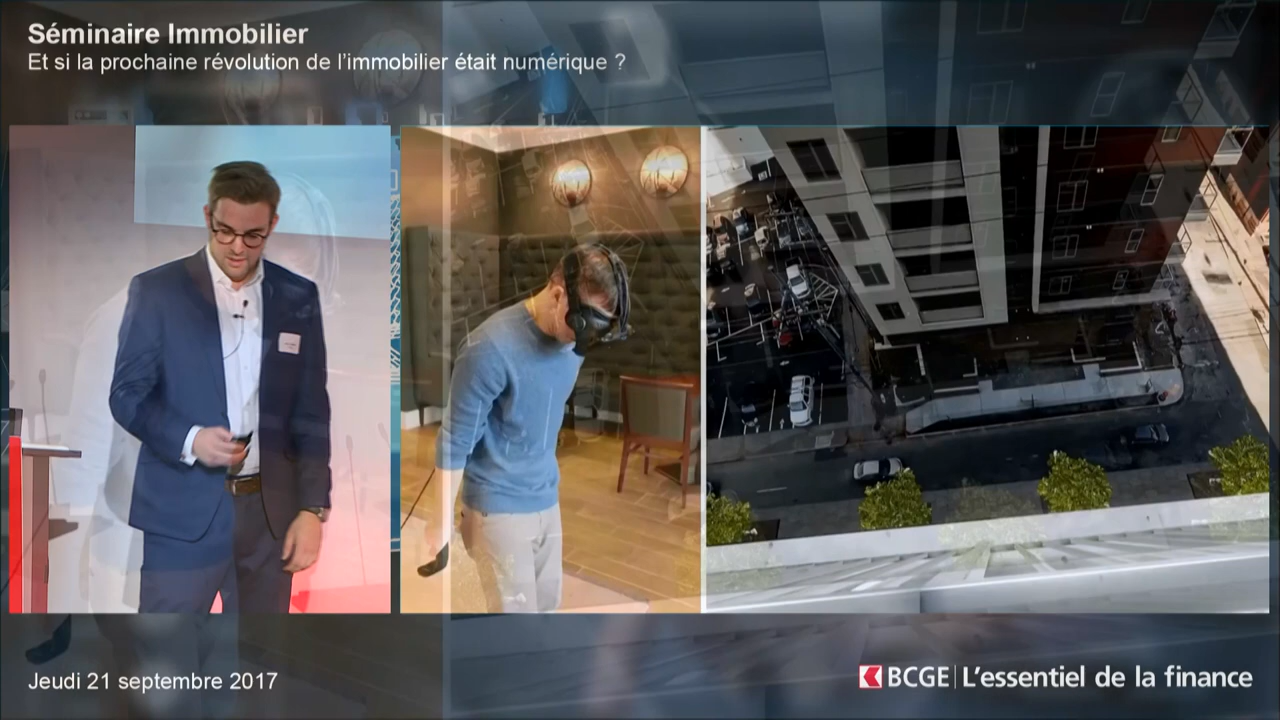 Séminaire Immobilier
Et si la prochaine révolution de l'immobilier était numérique ?
Jeudi 21 septembre 2017
BCGE | L'essentiel de la finance